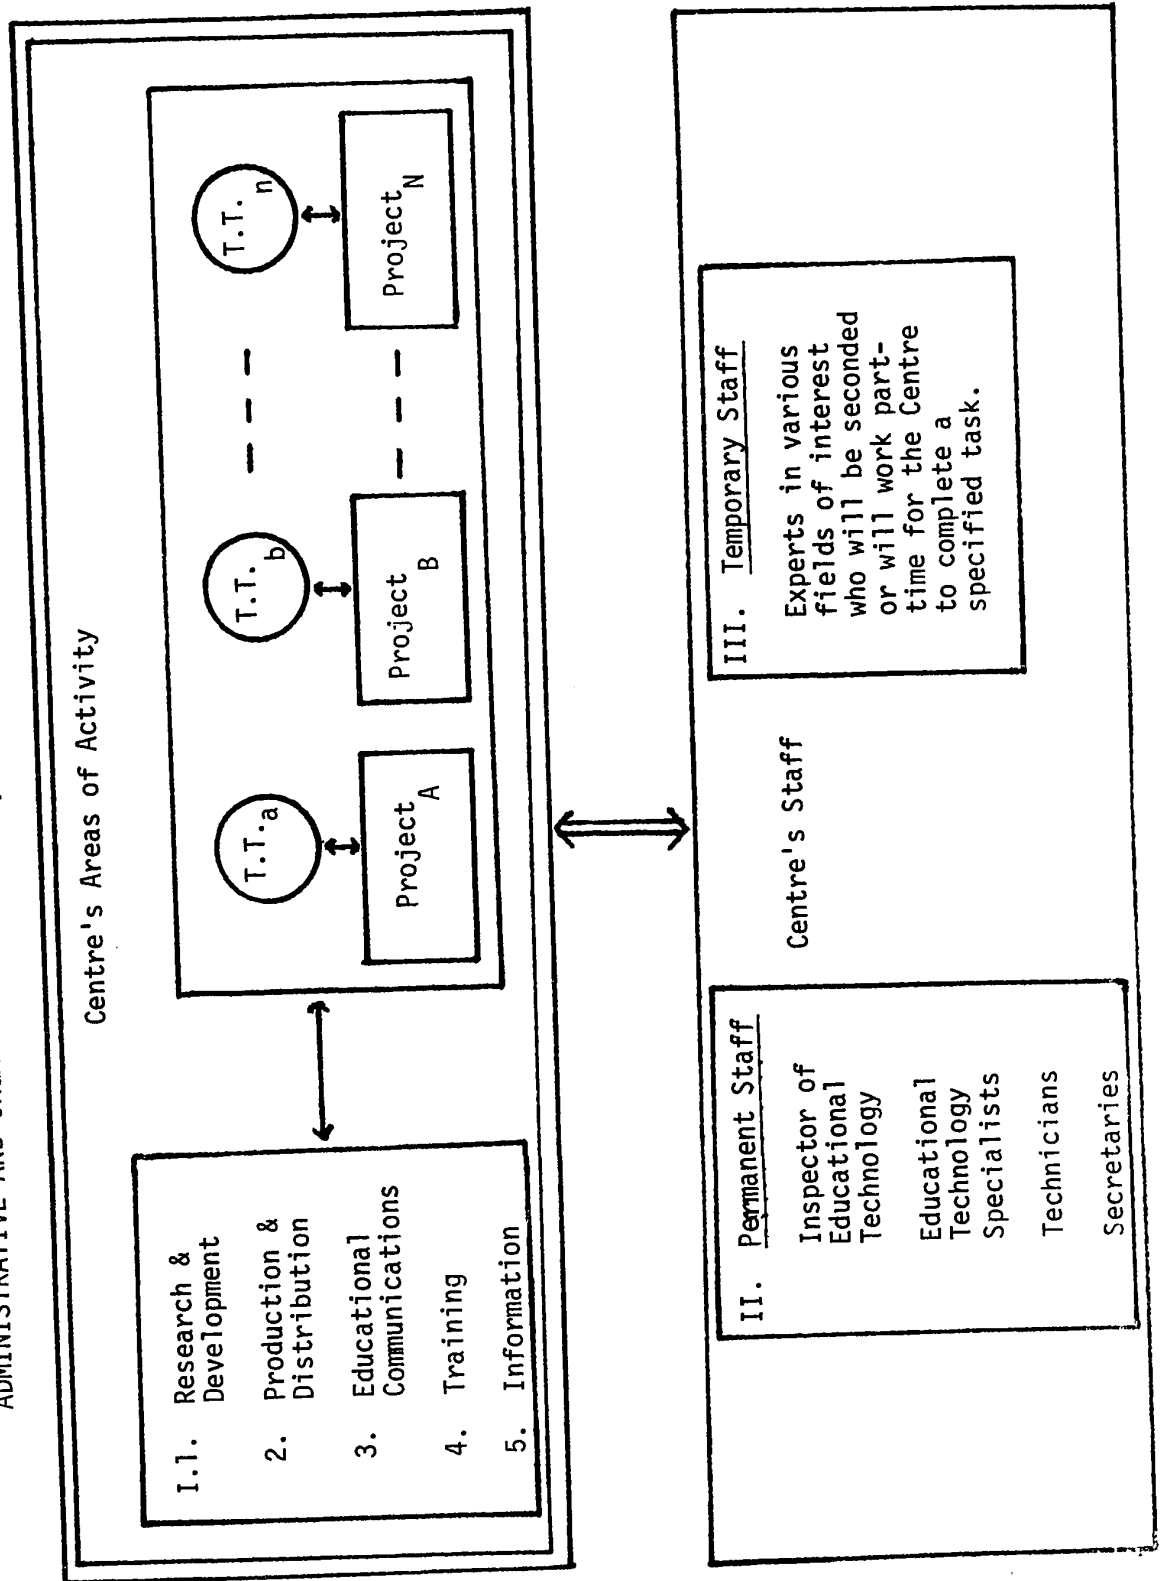 ADMINISTRATIVE AND
Centre's Areas of Activity
I.1. Research &
Development
2. Production &
Distribution
3. Educational
Communications
4. Training
5. Information
T.T.a
T.T.b
T.T.n
Project A
Project B
Project N
Centre's Staff
II. Permanent Staff
Inspector of
Educational
Technology
Educational
Technology
Specialists
Technicians
Secretaries
III. Temporary Staff
Experts in various
fields of interest
who will be seconded
or will work part-
time for the Centre
to complete a
specified task.